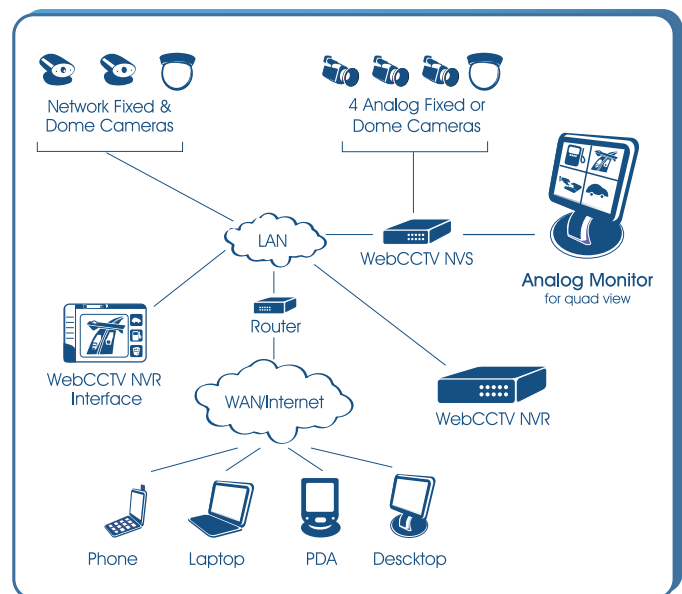 Network Fixed &
Dome Cameras
4 Analog Fixed or
Dome Cameras
LAN
WebCCTV NVS
Analog Monitor
for quad view
Router
WebCCTV NVR
Interface
WAN/Internet
WebCCTV NVR
Phone
Laptop
PDA
Descktop